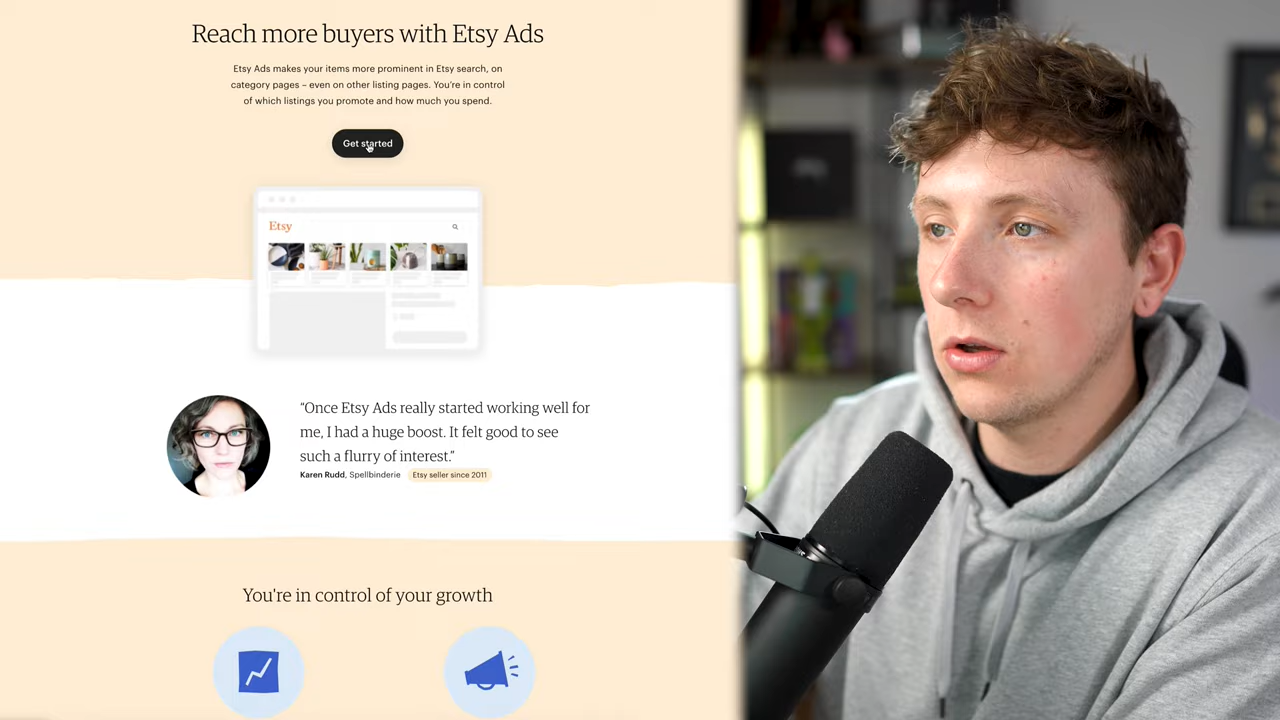 Reach more buyers with Etsy Ads
Etsy Ads makes your items more prominent in Etsy search, on
category pages – even on other listing pages. You're in control
of which listings you promote and how much you spend.
Get started
Etsy
“Once Etsy Ads really started working well for
me, I had a huge boost. It felt good to see
such a flurry of interest.”
Karen Rudd, Spellbinderie Etsy seller since 2011
You're in control of your growth